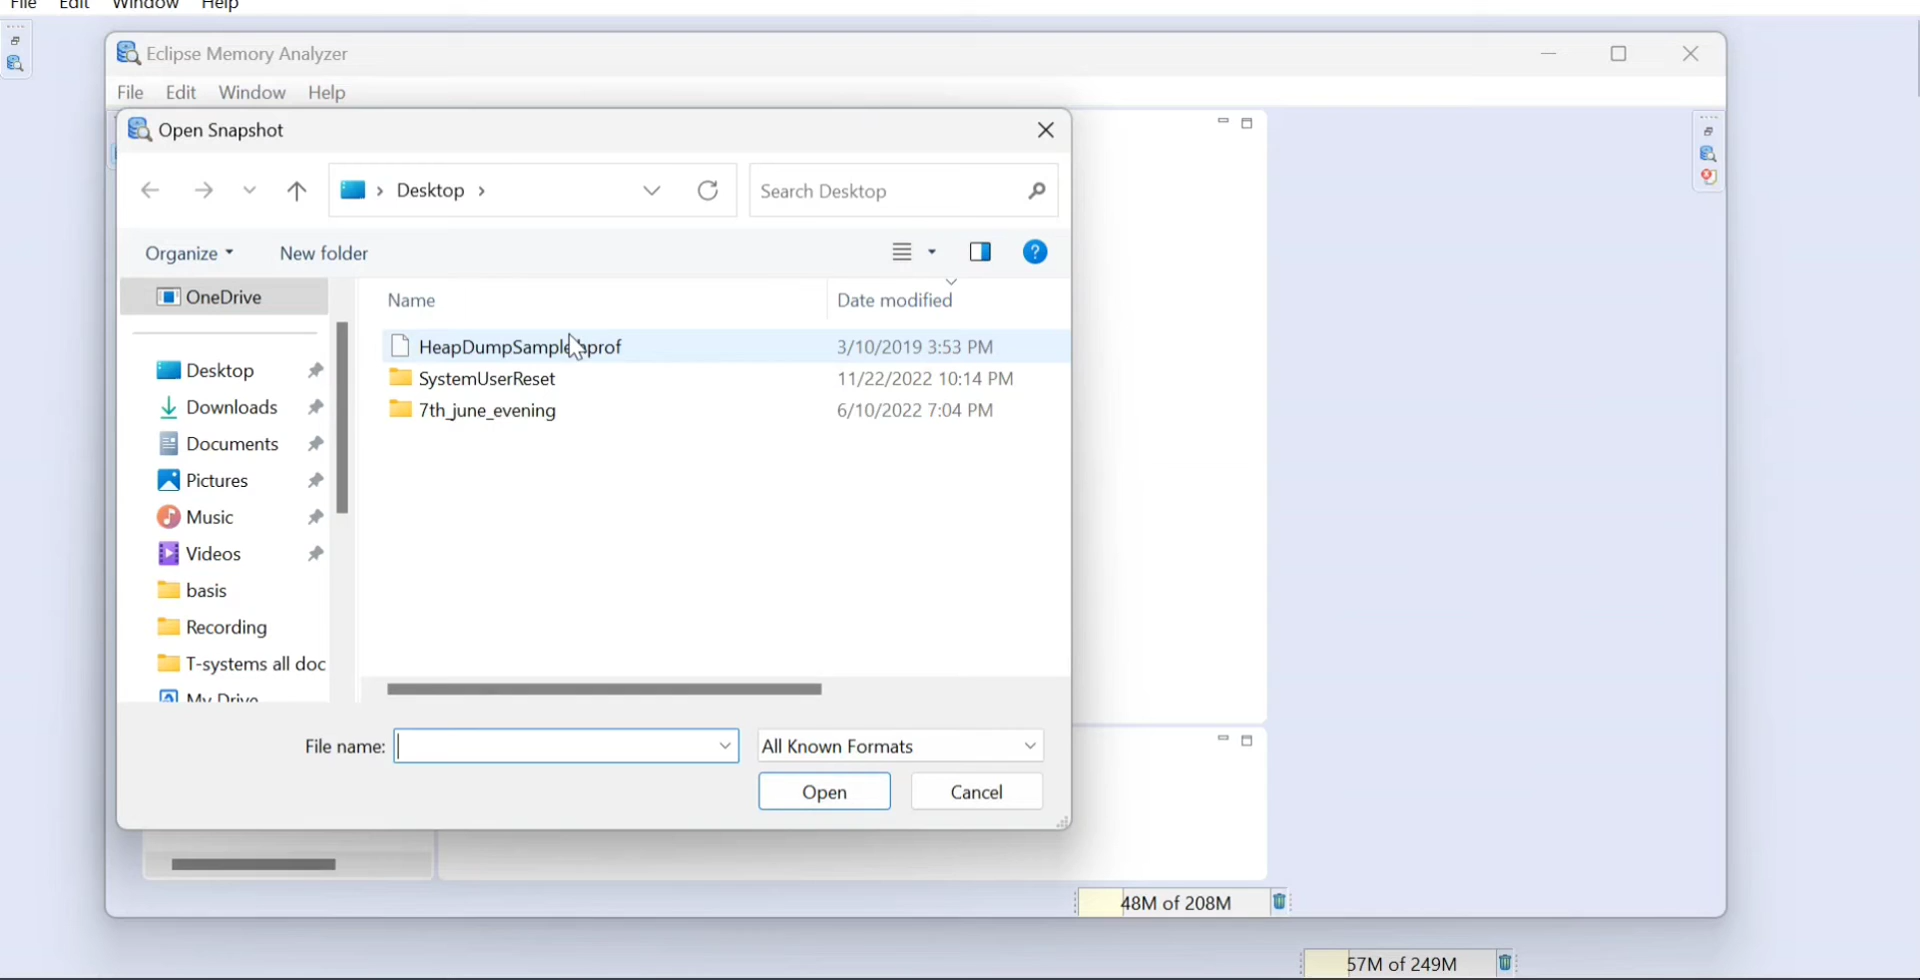 File Edit Window Help
Eclipse Memory Analyzer
File Edit Window Help
Open Snapshot
Desktop
Search Desktop
Organize
New folder
OneDrive
Name
Date modified
HeapDumpSample.hprof 3/10/2019 3:53 PM
SystemUserReset 11/22/2022 10:14 PM
7th_june_evening 6/10/2022 7:04 PM
Desktop
Downloads
Documents
Pictures
Music
Videos
basis
Recording
T-systems all doc
My Drive
File name:
All Known Formats
Open
Cancel
48M of 208M
57M of 249M